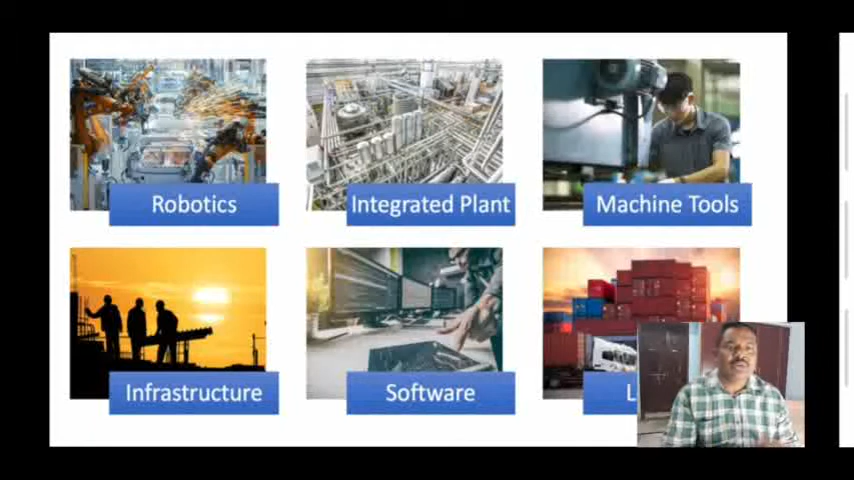 Robotics
Integrated Plant
Machine Tools
Infrastructure
Software